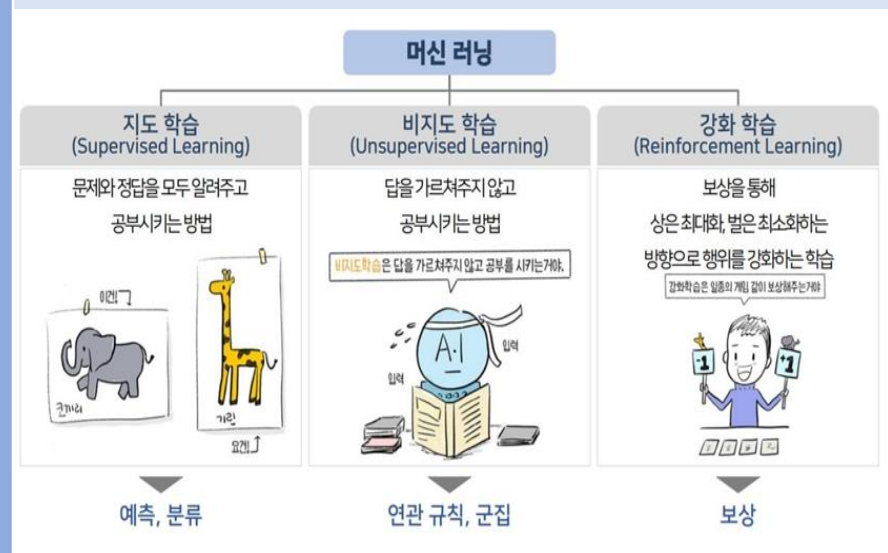 머신 러닝
지도 학습
(Supervised Learning)
문제와 정답을 모두 알려주고
공부시키는 방법
이건!
코끼리
기린
요건!
예측, 분류
비지도 학습
(Unsupervised Learning)
답을 가르쳐주지 않고
공부시키는 방법
비지도학습은 답을 가르쳐주지 않고 공부를 시키는거야.
A.I
입력
입력
연관 규칙, 군집
강화 학습
(Reinforcement Learning)
보상을 통해
상은 최대화, 벌은 최소화하는
방향으로 행위를 강화하는 학습
강화학습은 일종의 게임 같이 보상해주는거야
-1
+1
보상